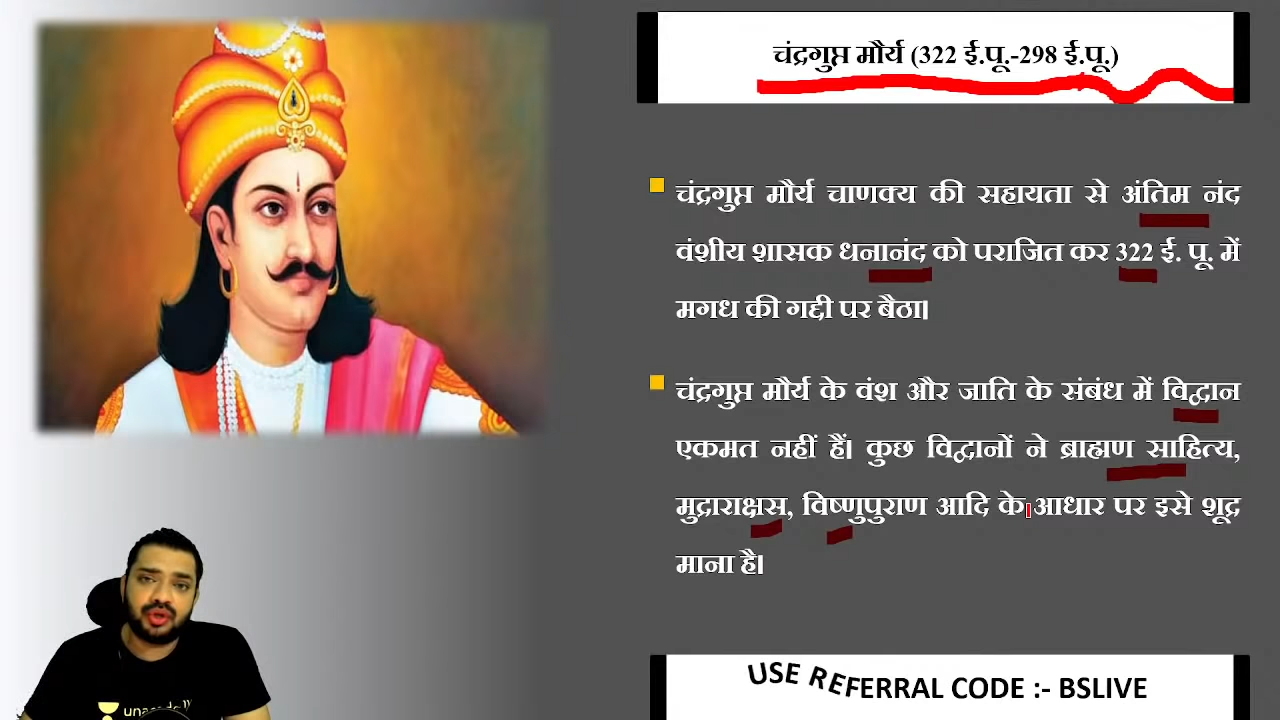 चंद्रगुप्त मौर्य (322 ई.पू.-298 ई.पू.)
चंद्रगुप्त मौर्य चाणक्य की सहायता से अंतिम नंद
वंशीय शासक धनानंद को पराजित कर 322 ई. पू. में
मगध की गद्दी पर बैठा।
चंद्रगुप्त मौर्य के वंश और जाति के संबंध में विद्वान
एकमत नहीं हैं। कुछ विद्वानों ने ब्राह्मण साहित्य,
मुद्राराक्षस, विष्णुपुराण आदि के आधार पर इसे शूद्र
माना है।
USE REFERRAL CODE :- BSLIVE